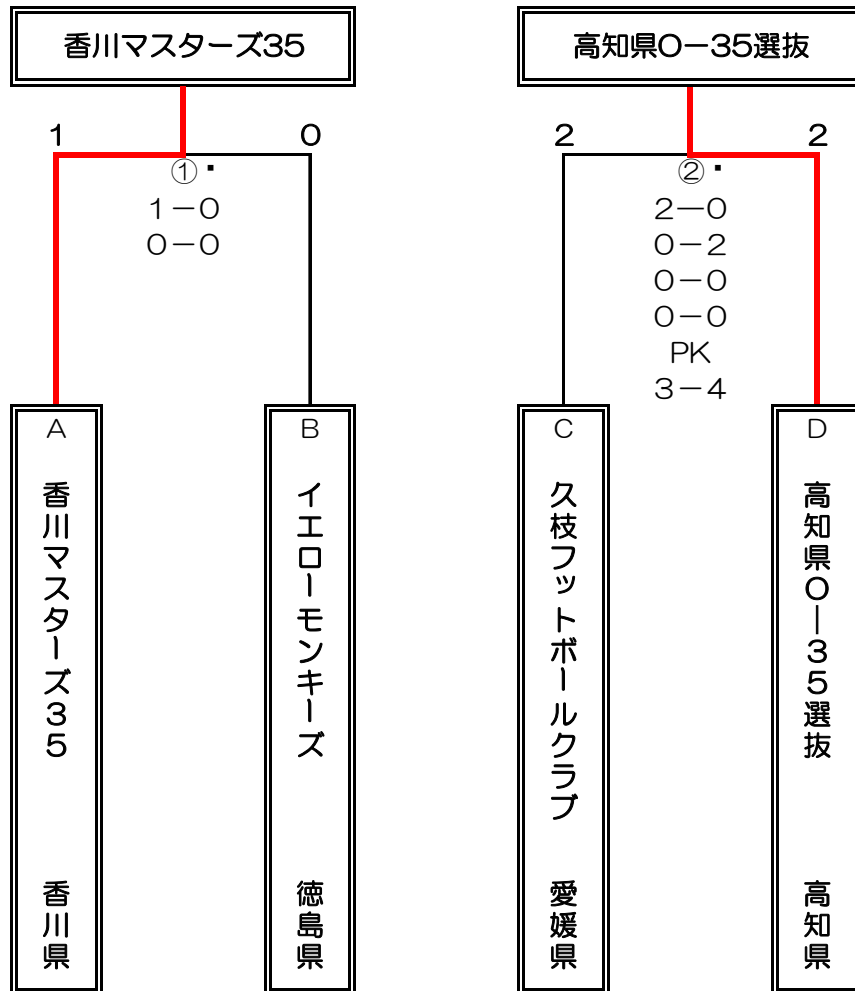 香川マスターズ35
高知県O−35選抜
1 0
①・
1−0
0−0
2 2
②・
2―0
0−2
0−0
0−0
PK
3−4
A
香川マスターズ35
香川県
B
イエローモンキーズ
徳島県
C
久枝フットボールクラブ
愛媛県
D
高知県O―35選抜
高知県